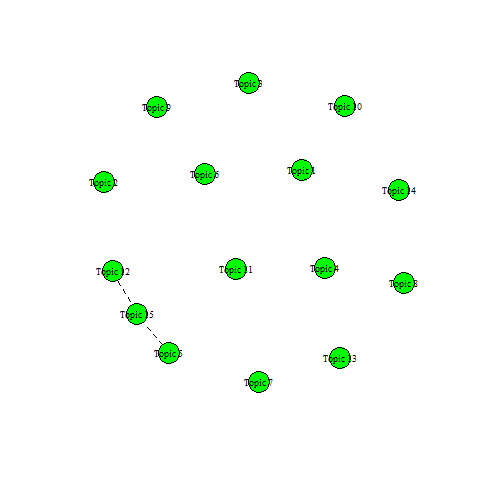 Topic 3
Topic 9
Topic 10
Topic 1
Topic 6
Topic 2
Topic 14
Topic 4
Topic 11
Topic 12
Topic 8
Topic 15
Topic 5
Topic 13
Topic 7